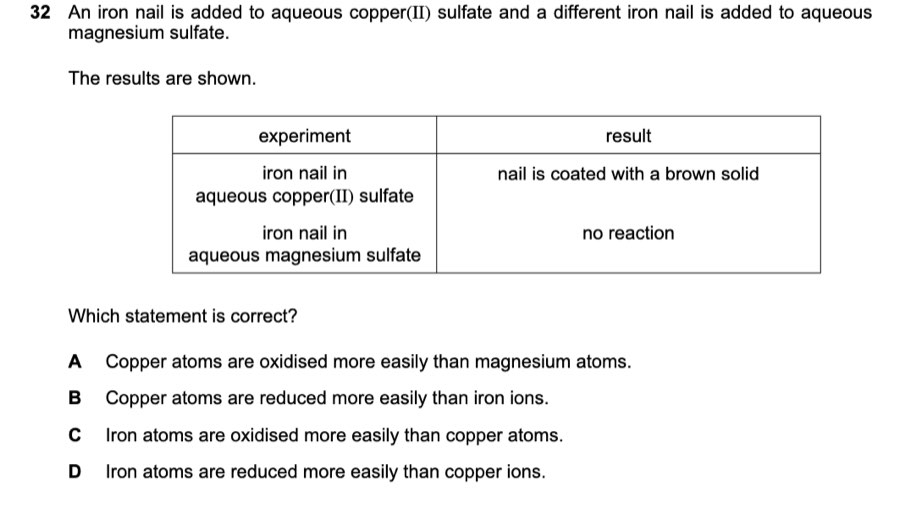 32 An iron nail is added to aqueous copper(II) sulfate and a different iron nail is added to aqueous
magnesium sulfate.
The results are shown.
experiment result
iron nail in nail is coated with a brown solid
aqueous copper(II) sulfate
iron nail in no reaction
aqueous magnesium sulfate
Which statement is correct?
A Copper atoms are oxidised more easily than magnesium atoms.
B Copper atoms are reduced more easily than iron ions.
C Iron atoms are oxidised more easily than copper atoms.
D Iron atoms are reduced more easily than copper ions.